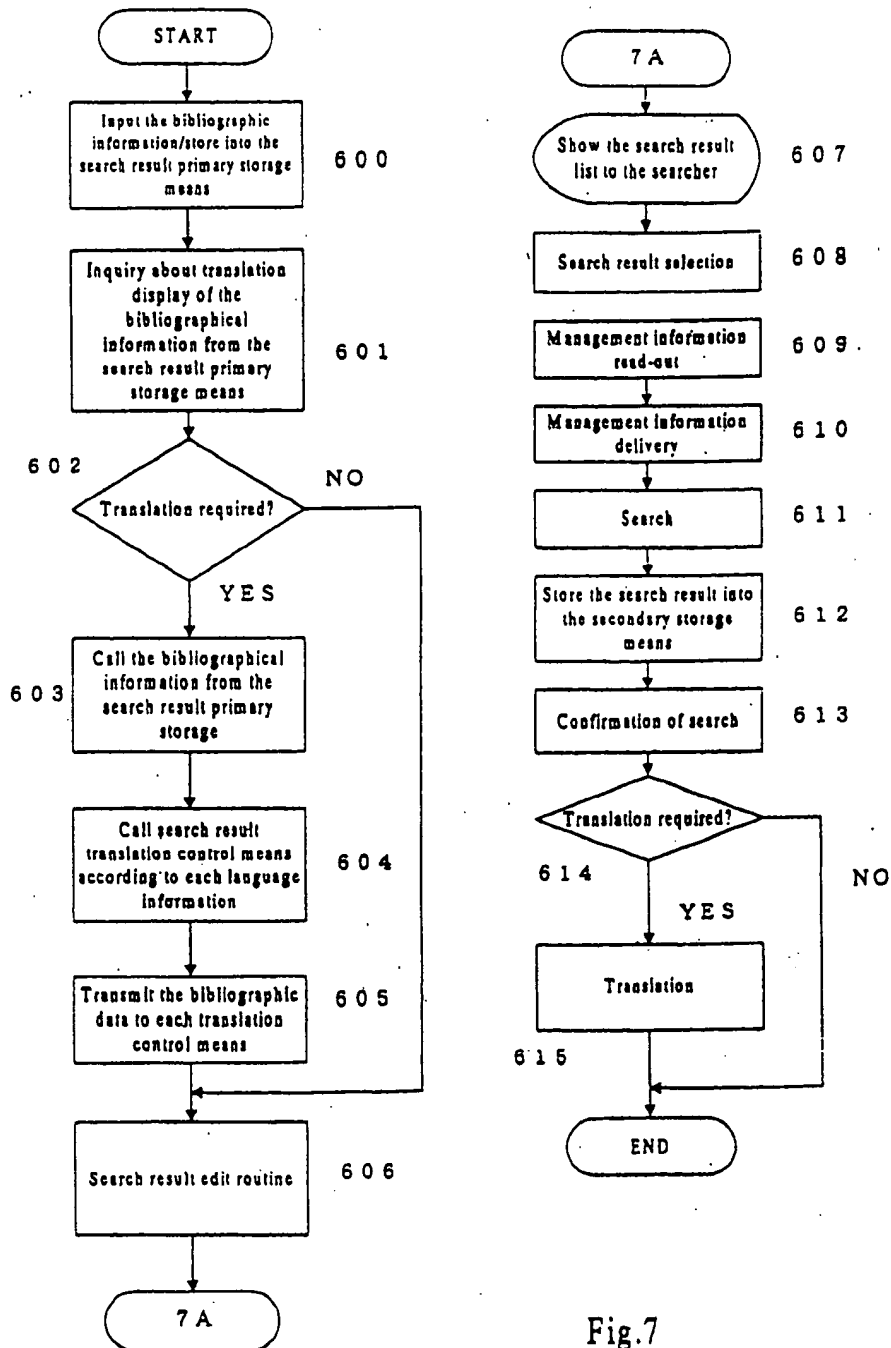 START
Input the bibliographic
information/store into the
search result primary storage
means
600
Inquiry about translation
display of the
bibliographical
information from the
search result primary
storage means
601
602
Translation required?
NO
YES
603
Call the bibliographical
information from the
search result primary
storage
Call search result
translation control means
according to each language
information
604
Transmit the bibliographic
data to each translation
control means
605
Search result edit routine
606
7A
7A
Show the search result
list to the searcher
607
Search result selection
608
Management information
read-out
609
Management information
delivery
610
Search
611
Store the search result into
the secondary storage
means
612
Confirmation of search
613
Translation required?
614
NO
YES
Translation
615
END
Fig.7